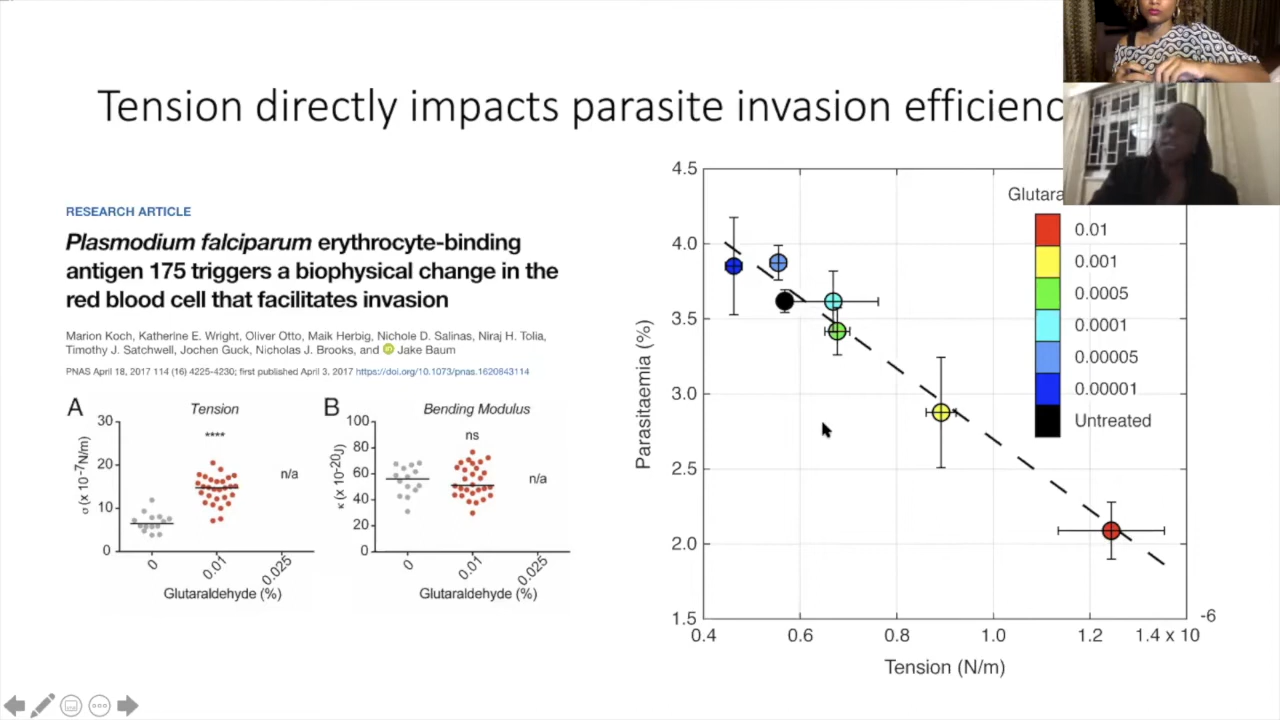 Tension directly impacts parasite invasion efficienc
RESEARCH ARTICLE
Plasmodium falciparum erythrocyte-binding
antigen 175 triggers a biophysical change in the
red blood cell that facilitates invasion
Marion Koch, Katherine E. Wright, Oliver Otto, Maik Herbig, Nichole D. Salinas, Niraj H. Tolia,
Timothy J. Satchwell, Jochen Guck, Nicholas J. Brooks, and Jake Baum
PNAS April 18, 2017 114 (16) 4225-4230; first published April 3, 2017 https://doi.org/10.1073/pnas.1620843114
A
Tension
****
n/a
σ (x 10⁻⁷N/m)
30
20
10
0
0
0.01
0.025
Glutaraldehyde (%)
B
Bending Modulus
ns
n/a
κ (x 10⁻²⁰J)
100
80
60
40
20
0
0
0.01
0.025
Glutaraldehyde (%)
Parasitaemia (%)
4.5
4.0
3.5
3.0
2.5
2.0
1.5
0.4
0.6
0.8
1.0
1.2
1.4 x 10
-6
Tension (N/m)
Glutara
0.01
0.001
0.0005
0.0001
0.00005
0.00001
Untreated